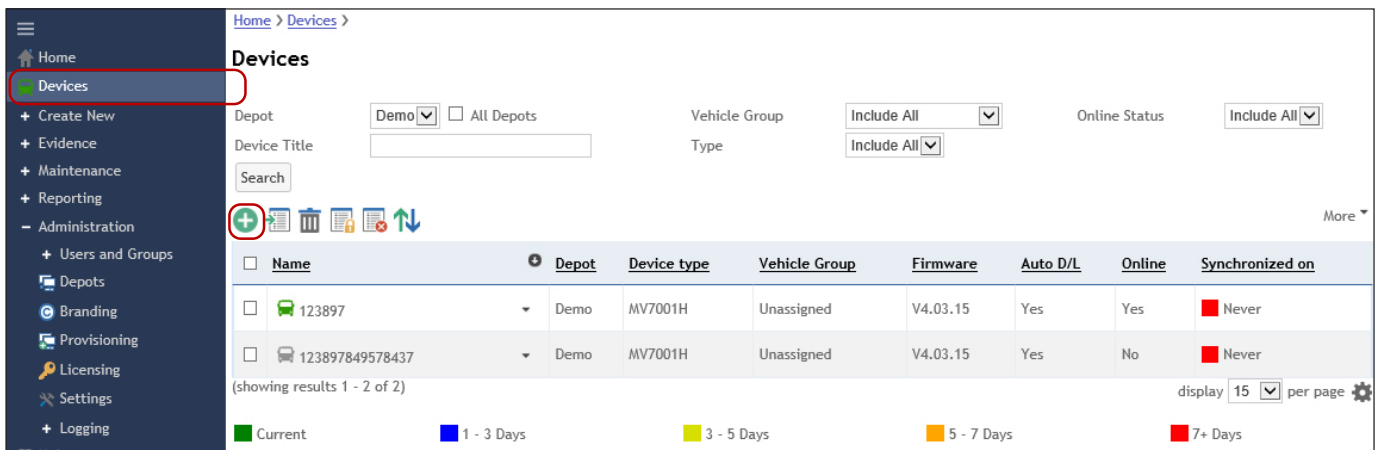 Home > Devices >
Home
Devices
+ Create New
+ Evidence
+ Maintenance
+ Reporting
− Administration
+ Users and Groups
Depots
Branding
Provisioning
Licensing
Settings
+ Logging
Devices
Depot Demo All Depots Vehicle Group Include All Online Status Include All
Device Title Type Include All
Search
More
Name Depot Device type Vehicle Group Firmware Auto D/L Online Synchronized on
123897 Demo MV7001H Unassigned V4.03.15 Yes Yes Never
123897849578437 Demo MV7001H Unassigned V4.03.15 Yes No Never
(showing results 1 - 2 of 2) display 15 per page
Current 1 - 3 Days 3 - 5 Days 5 - 7 Days 7+ Days